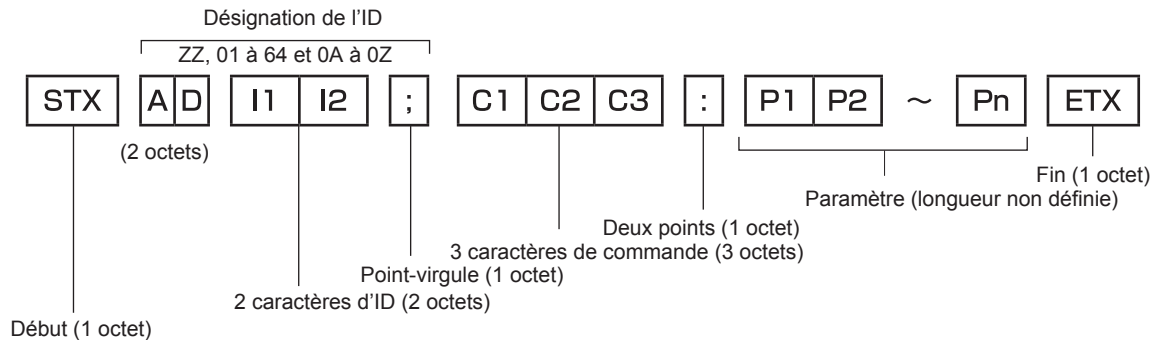 Désignation de l'ID
ZZ, 01 à 64 et 0A à 0Z
STX A D I1 I2 ; C1 C2 C3 : P1 P2 ～ Pn ETX
(2 octets)
Fin (1 octet)
Paramètre (longueur non définie)
Deux points (1 octet)
3 caractères de commande (3 octets)
Point-virgule (1 octet)
2 caractères d'ID (2 octets)
Début (1 octet)